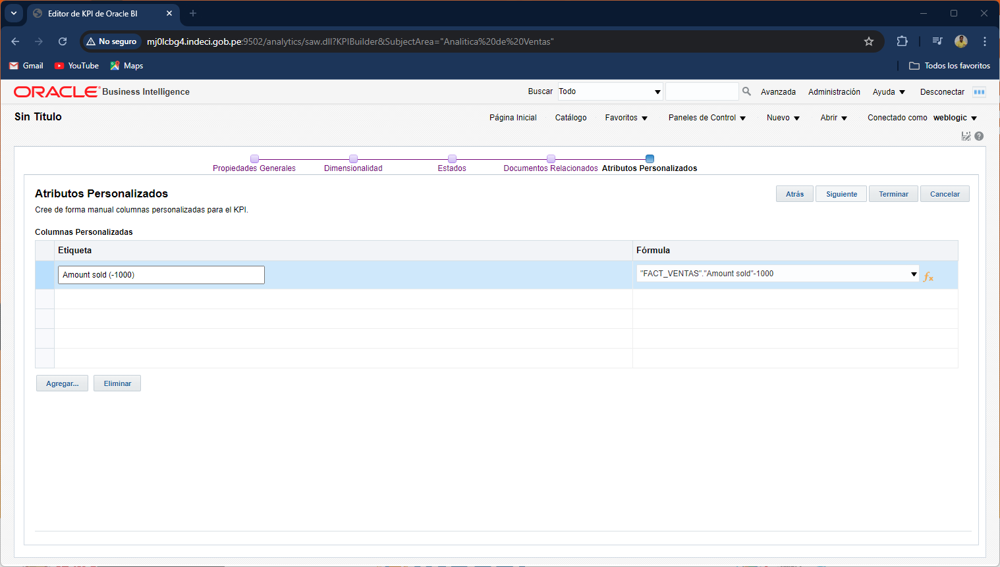 Editor de KPI de Oracle BI
No seguro mj0lcbg4.indeci.gob.pe:9502/analytics/saw.dll?KPIBuilder&SubjectArea="Analitica%20de%20Ventas"
Gmail YouTube Maps Todos los favoritos
ORACLE Business Intelligence Buscar Todo Avanzada Administración Ayuda Desconectar
Sin Título Página Inicial Catálogo Favoritos Paneles de Control Nuevo Abrir Conectado como weblogic
Propiedades Generales Dimensionalidad Estados Documentos Relacionados Atributos Personalizados
Atributos Personalizados Atrás Siguiente Terminar Cancelar
Cree de forma manual columnas personalizadas para el KPI.
Columnas Personalizadas
Etiqueta Fórmula
Amount sold (-1000) "FACT_VENTAS"."Amount sold"-1000 fx
Agregar... Eliminar